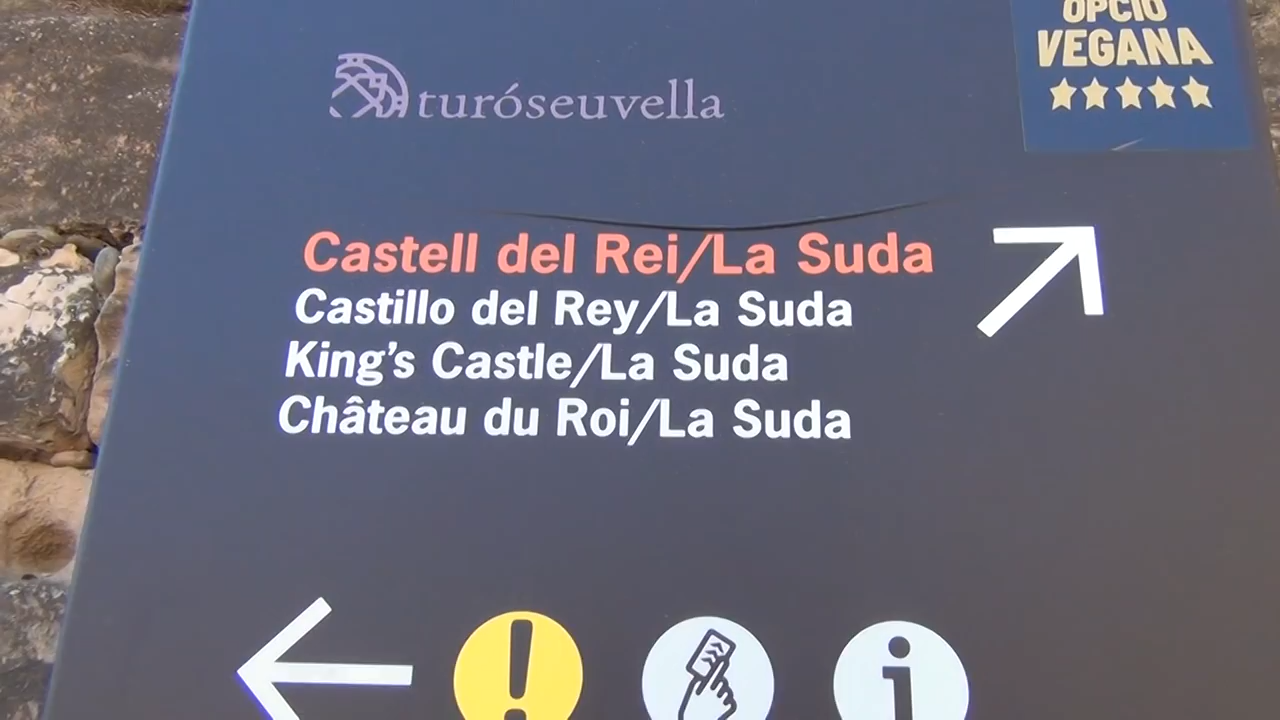 OPCIÓ
VEGANA
turóseuvella
Castell del Rei/La Suda
Castillo del Rey/La Suda
King's Castle/La Suda
Château du Roi/La Suda
!
i